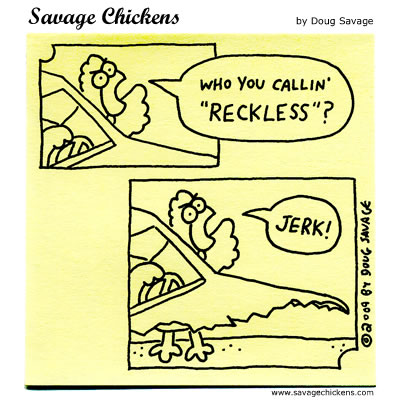 Savage Chickens
by Doug Savage
WHO YOU CALLIN'
"RECKLESS"?
JERK!
©2009 BY DOUG SAVAGE
www.savagechickens.com